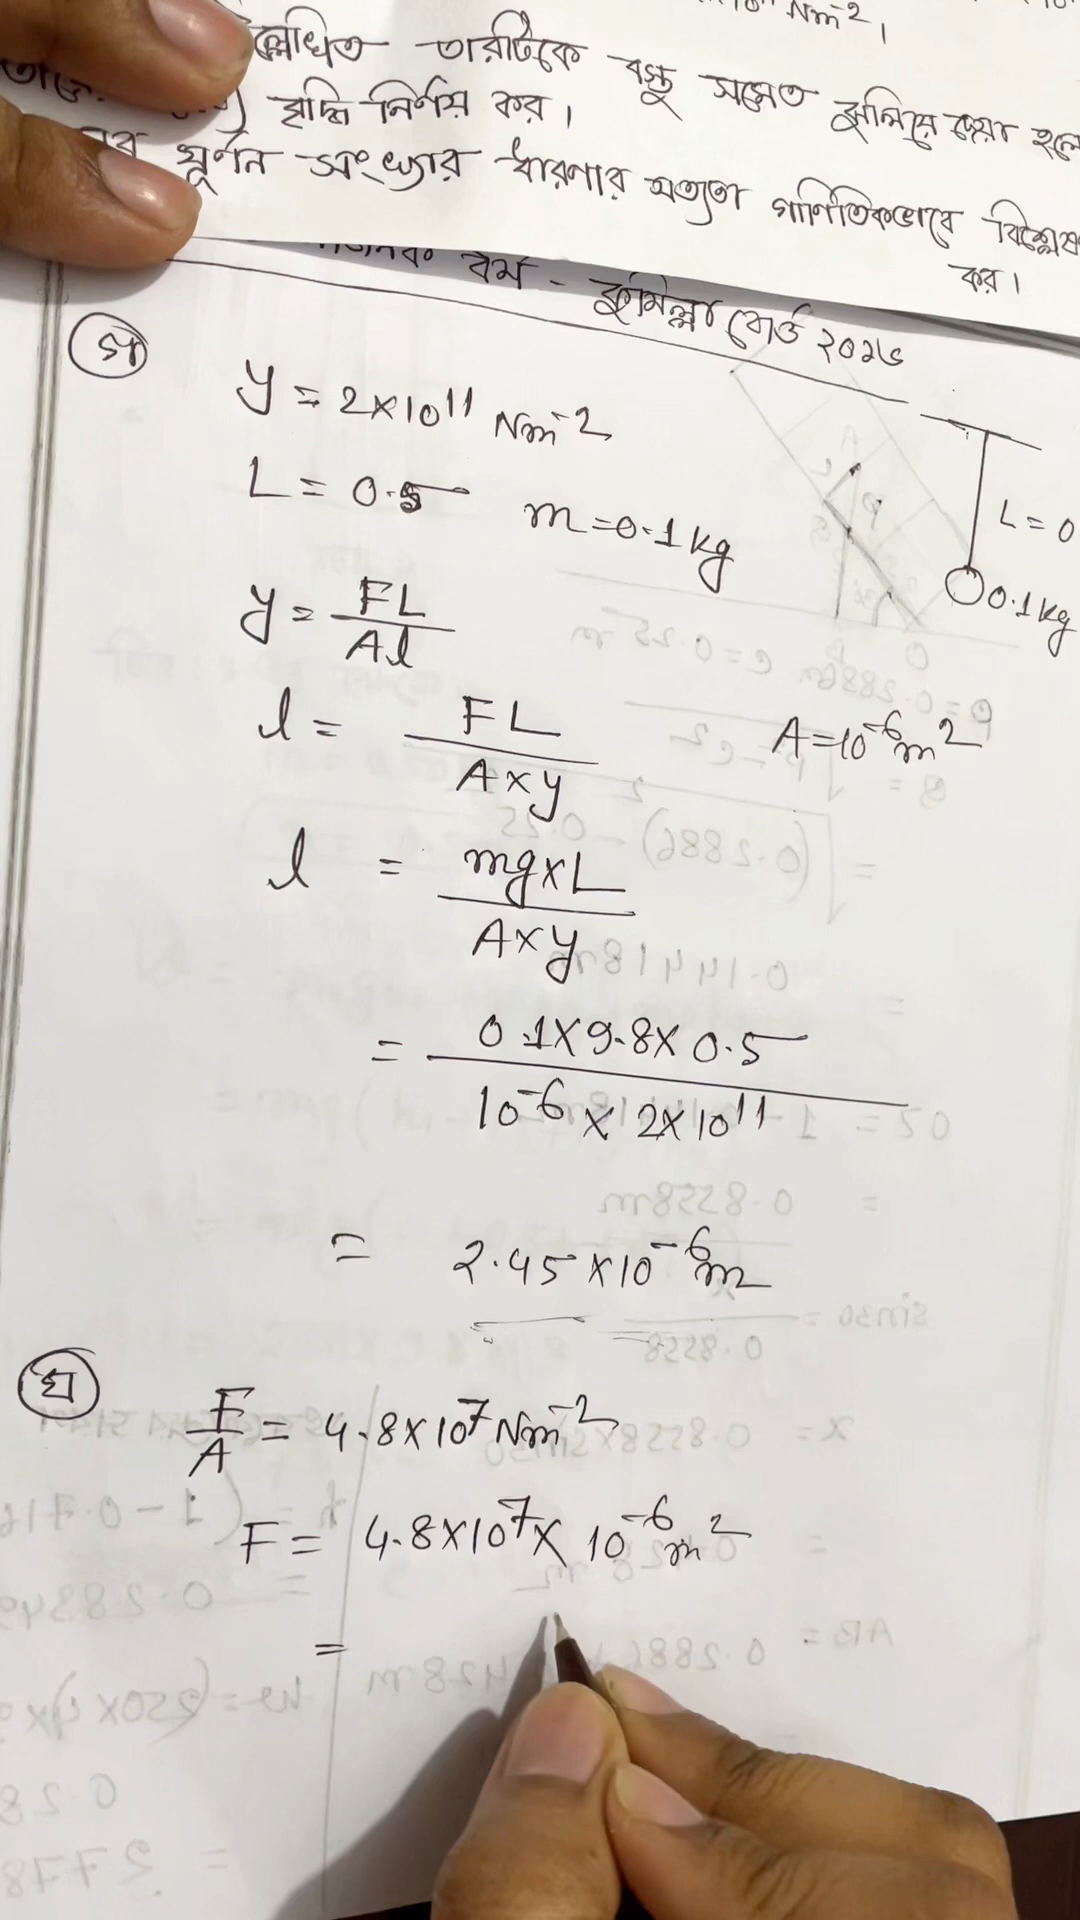 Nm⁻²।
ল্লেখিত তারটিকে বস্তু সমেত ঝুলিয়ে দেয়া হলে
বৃদ্ধি নির্ণয় কর।
ঘূর্ণন সংখ্যার ধারণার সত্যতা গাণিতিকভাবে বিশ্লেষ
কর।
বর্ম - কুমিল্লা বোর্ড ২০১৬
গ
Y = 2×10¹¹ Nm⁻²
L = 0.5 m = 0.1 kg
L = 0
0.1 kg
Y = FL / Al
l = FL / A×Y A = 10⁻⁶ m²
l = mg×L / A×Y
= 0.1 × 9.8 × 0.5 / 10⁻⁶ × 2×10¹¹
= 2.45 × 10⁻⁶ m
ঘ
F/A = 4.8×10⁷ Nm⁻²
F = 4.8×10⁷ × 10⁻⁶ m²
=